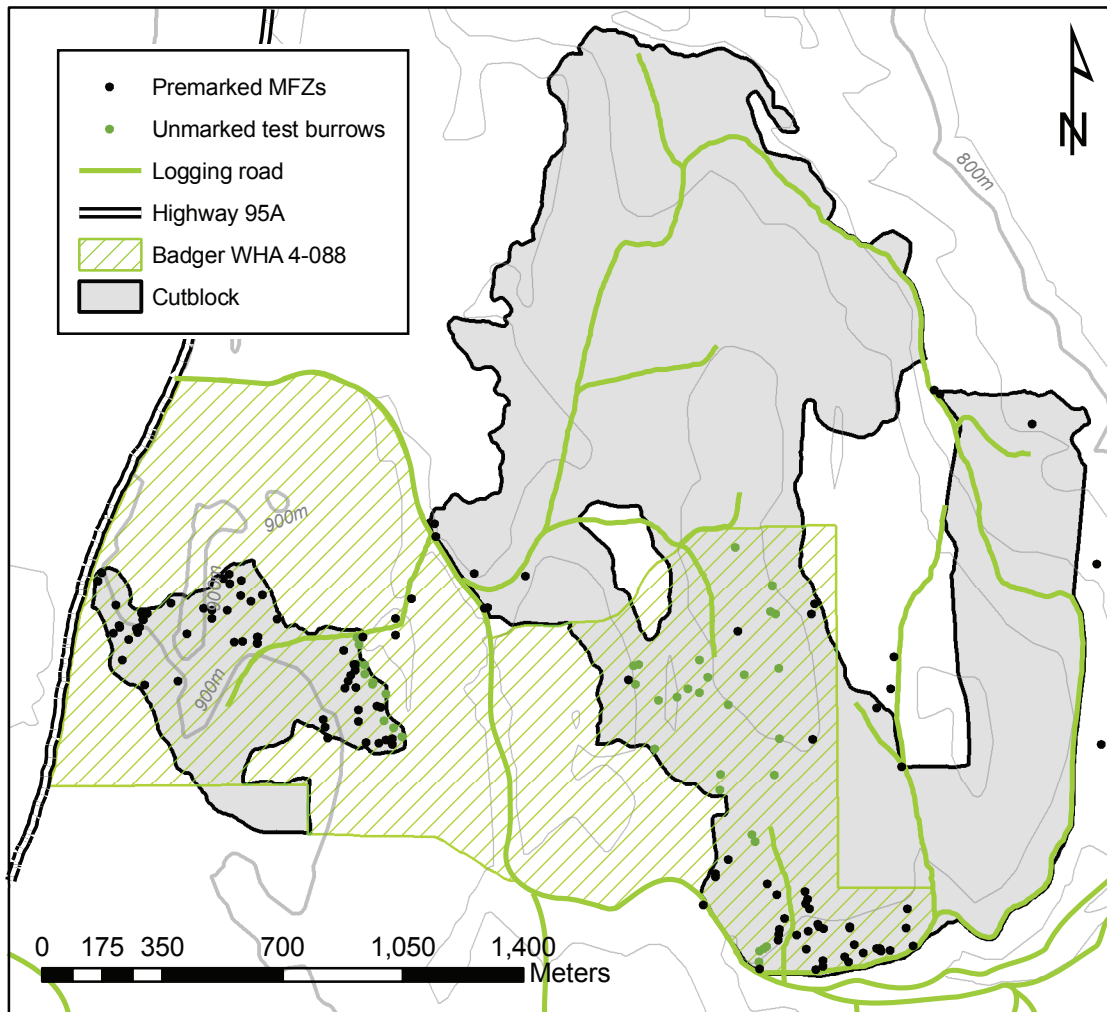 Premarked MFZs
Unmarked test burrows
Logging road
Highway 95A
Badger WHA 4-088
Cutblock
N
800m
900m
900m
900m
0 175 350 700 1,050 1,400
Meters